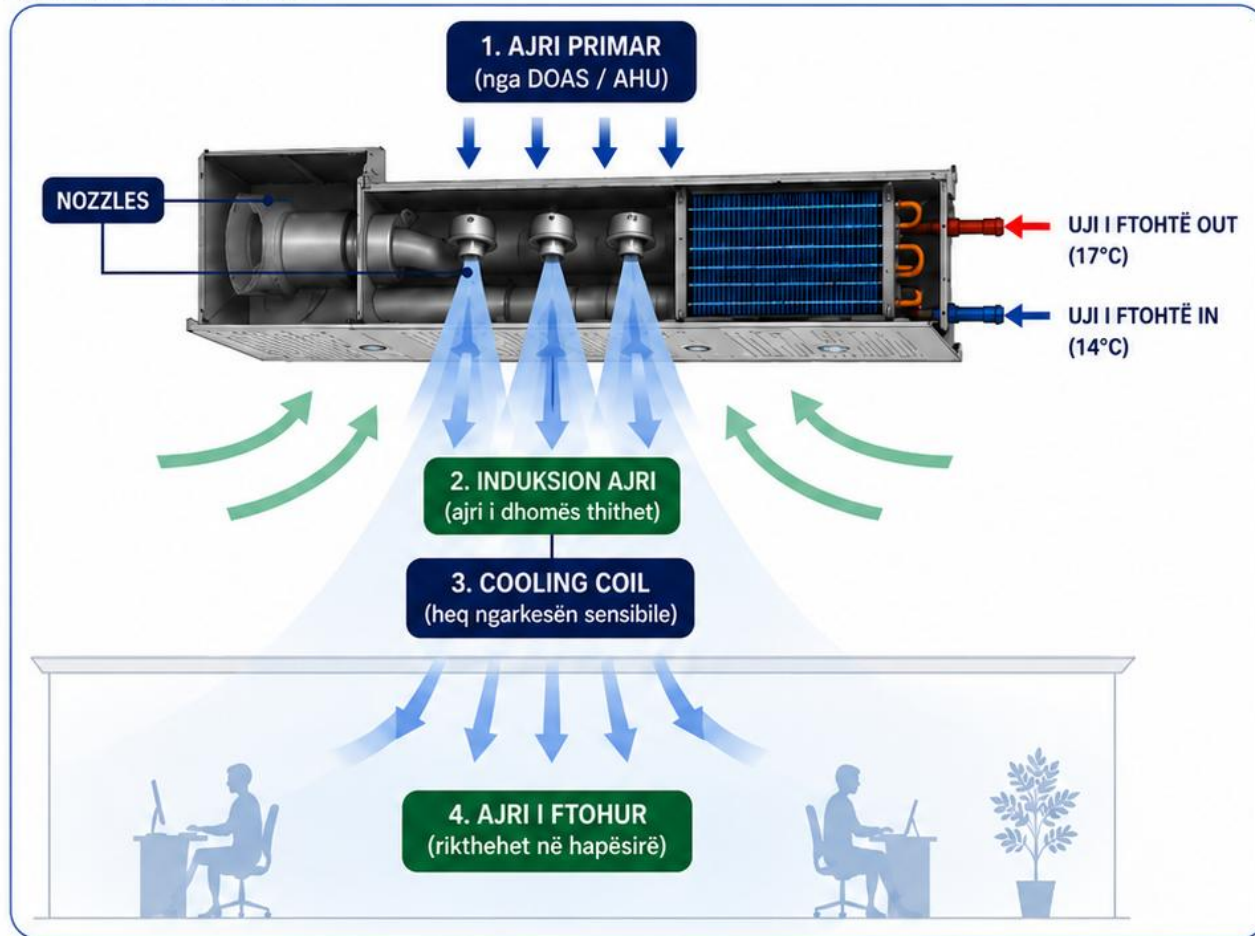 1. AJRI PRIMAR
(nga DOAS / AHU)
NOZZLES
UJI I FTOHTË OUT
(17°C)
UJI I FTOHTË IN
(14°C)
2. INDUKSION AJRI
(ajri i dhomës thithet)
3. COOLING COIL
(heq ngarkesën sensibile)
4. AJRI I FTOHUR
(rikthehet në hapësirë)